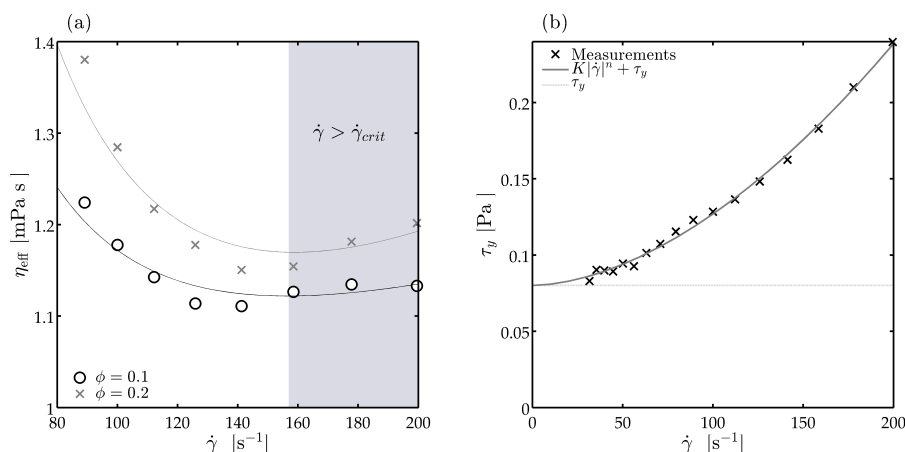 (a)
1.4
1.3
1.2
1.1
1
η_eff [mPa s ]
γ̇ > γ̇_crit
ϕ = 0.1
ϕ = 0.2
80 100 120 140 160 180 200
γ̇ [s⁻¹]
(b)
0.2
0.15
0.1
0.05
0
τ_y [Pa ]
Measurements
K|γ̇|ⁿ + τ_y
τ_y
0 50 100 150 200
γ̇ [s⁻¹]